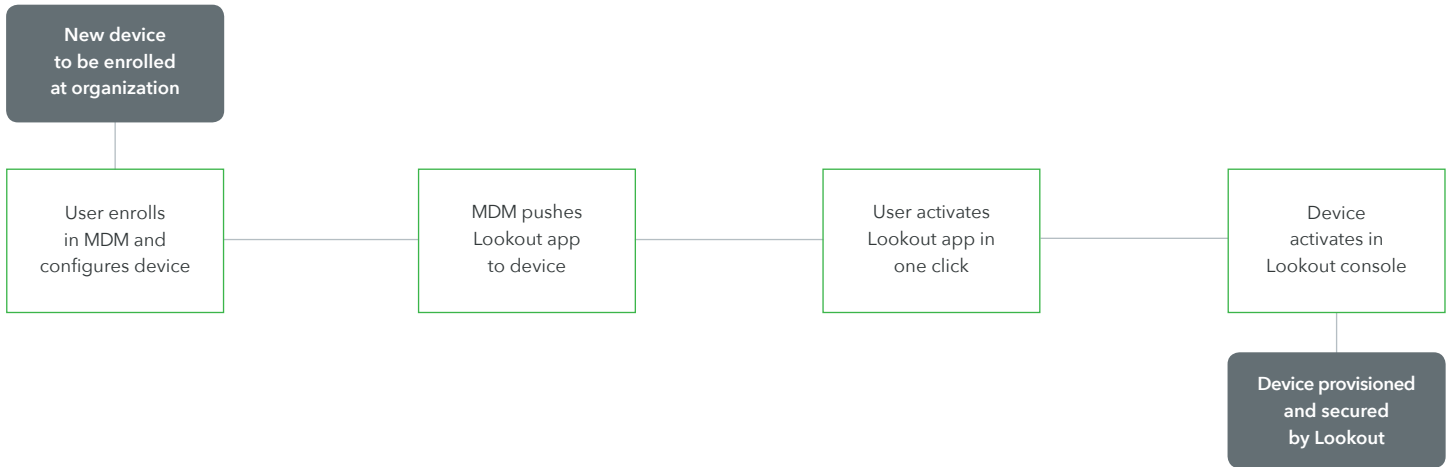 New device
to be enrolled
at organization
User enrolls
in MDM and
configures device
MDM pushes
Lookout app
to device
User activates
Lookout app in
one click
Device
activates in
Lookout console
Device provisioned
and secured
by Lookout